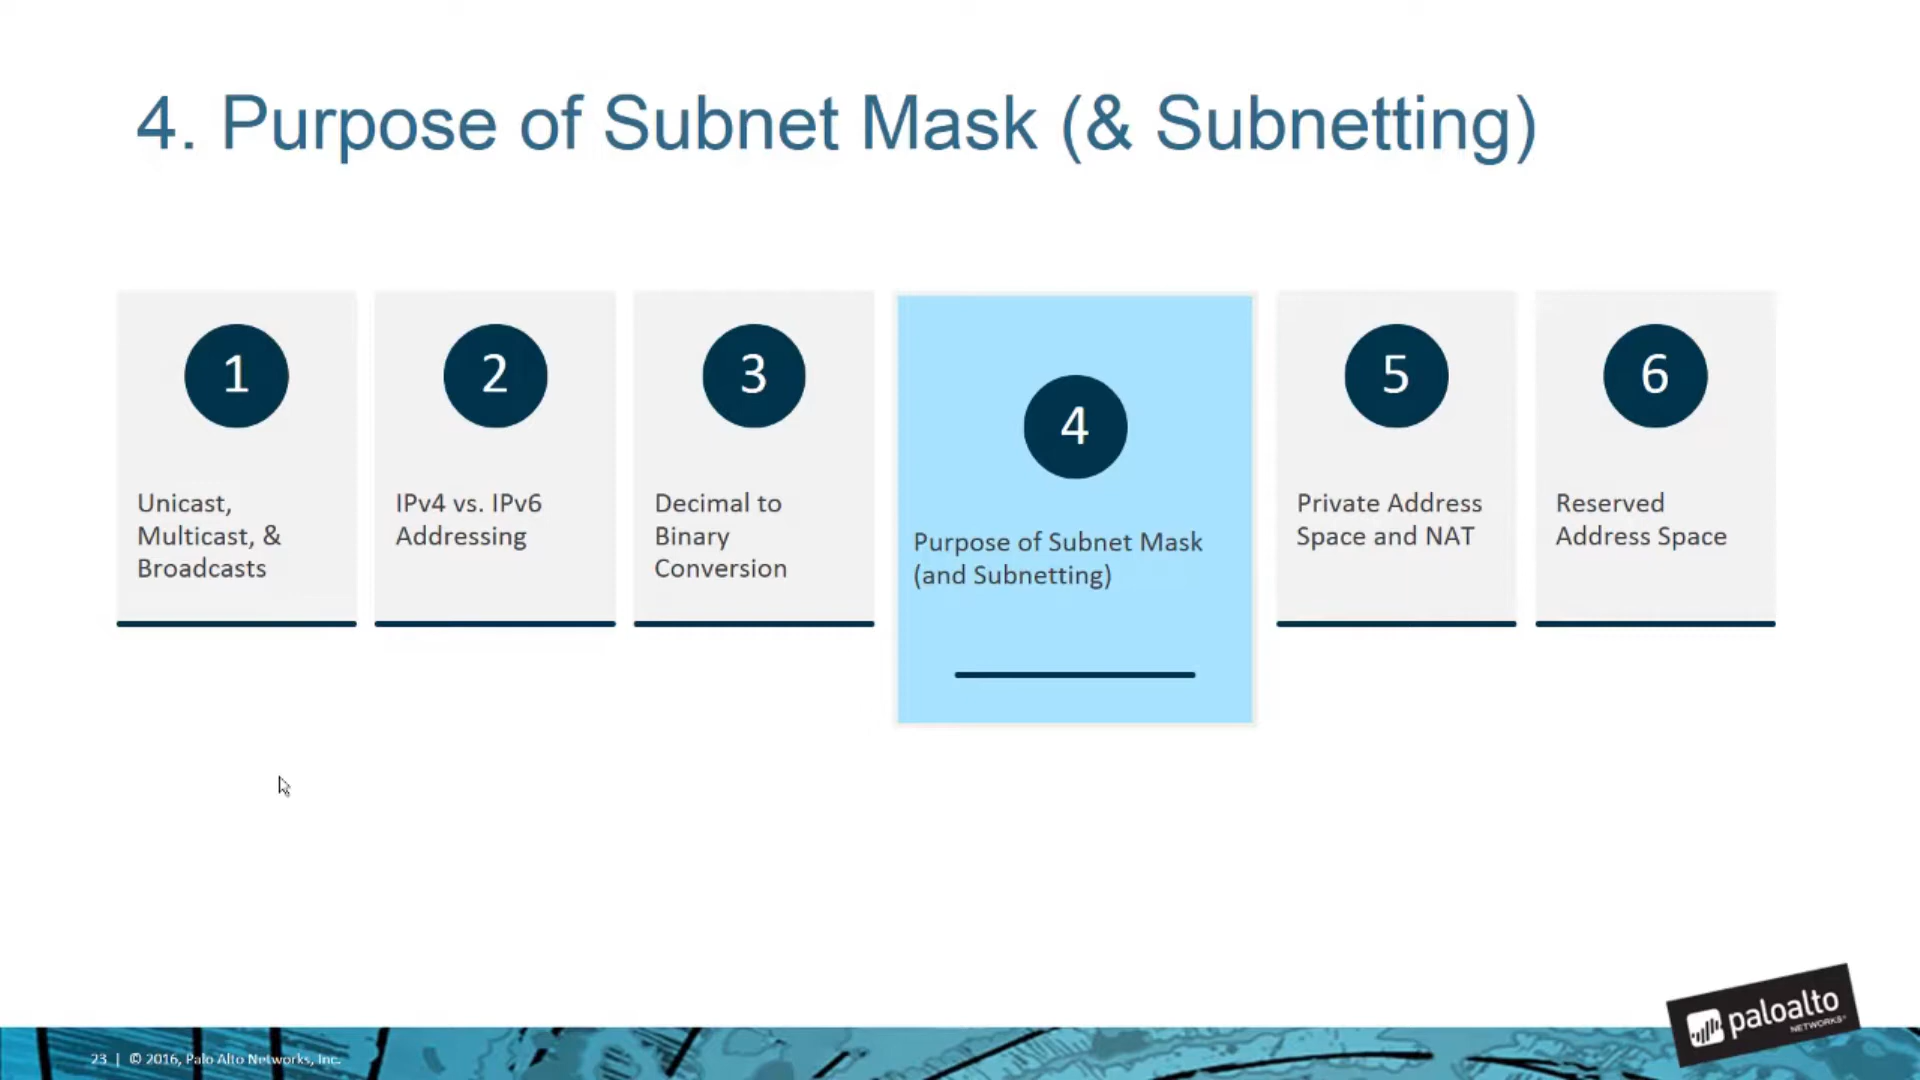 4. Purpose of Subnet Mask (& Subnetting)
1
Unicast,
Multicast, &
Broadcasts
2
IPv4 vs. IPv6
Addressing
3
Decimal to
Binary
Conversion
4
Purpose of Subnet Mask
(and Subnetting)
5
Private Address
Space and NAT
6
Reserved
Address Space
23 | © 2016, Palo Alto Networks, Inc.
paloalto
NETWORKS